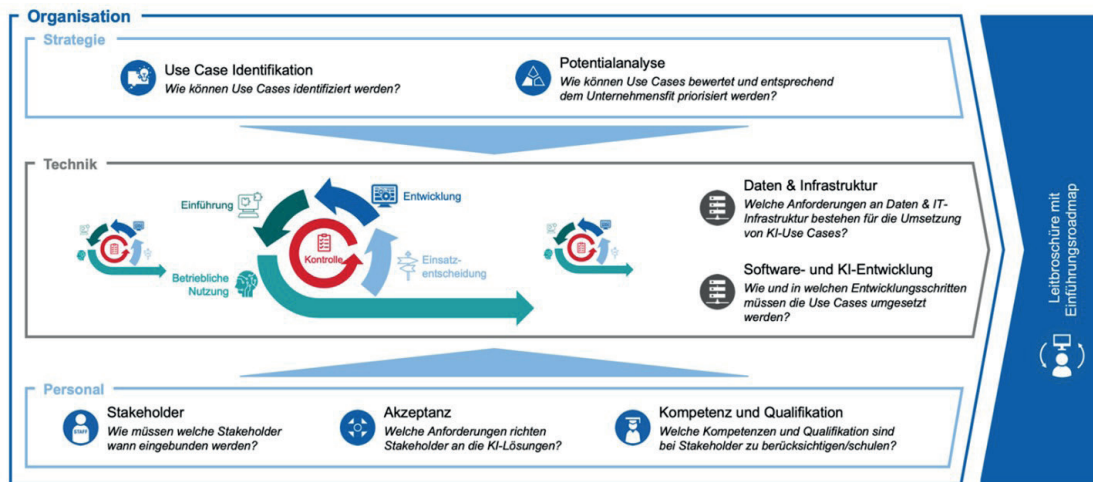 Organisation
Strategie
Use Case Identifikation
Wie können Use Cases identifiziert werden?
Potentialanalyse
Wie können Use Cases bewertet und entsprechend
dem Unternehmensfit priorisiert werden?
Technik
Einführung
Entwicklung
Kontrolle
Einsatz-
entscheidung
Betriebliche
Nutzung
Daten & Infrastruktur
Welche Anforderungen an Daten & IT-
Infrastruktur bestehen für die Umsetzung
von KI-Use Cases?
Software- und KI-Entwicklung
Wie und in welchen Entwicklungsschritten
müssen die Use Cases umgesetzt
werden?
Personal
STAFF
Stakeholder
Wie müssen welche Stakeholder
wann eingebunden werden?
Akzeptanz
Welche Anforderungen richten
Stakeholder an die KI-Lösungen?
Kompetenz und Qualifikation
Welche Kompetenzen und Qualifikation sind
bei Stakeholder zu berücksichtigen/schulen?
Leitbroschüre mit
Einführungsroadmap